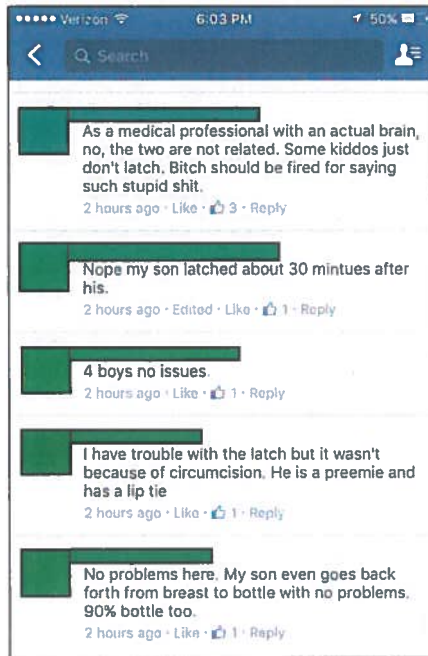 Verizon 6:03 PM 50%
Search
As a medical professional with an actual brain,
no, the two are not related. Some kiddos just
don't latch. Bitch should be fired for saying
such stupid shit.
2 hours ago · Like · 3 · Reply
Nope my son latched about 30 mintues after
his.
2 hours ago · Edited · Like · 1 · Reply
4 boys no issues.
2 hours ago · Like · 1 · Reply
I have trouble with the latch but it wasn't
because of circumcision. He is a preemie and
has a lip tie
2 hours ago · Like · 1 · Reply
No problems here. My son even goes back
forth from breast to bottle with no problems.
90% bottle too.
2 hours ago · Like · 1 · Reply